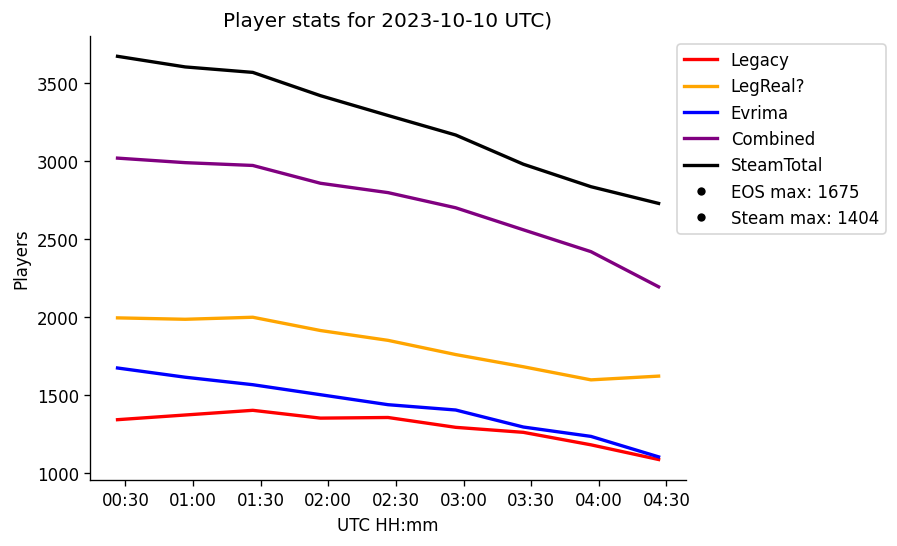 Player stats for 2023-10-10 UTC)
Legacy
LegReal?
Evrima
Combined
SteamTotal
EOS max: 1675
Steam max: 1404
Players
3500
3000
2500
2000
1500
1000
00:30 01:00 01:30 02:00 02:30 03:00 03:30 04:00 04:30
UTC HH:mm